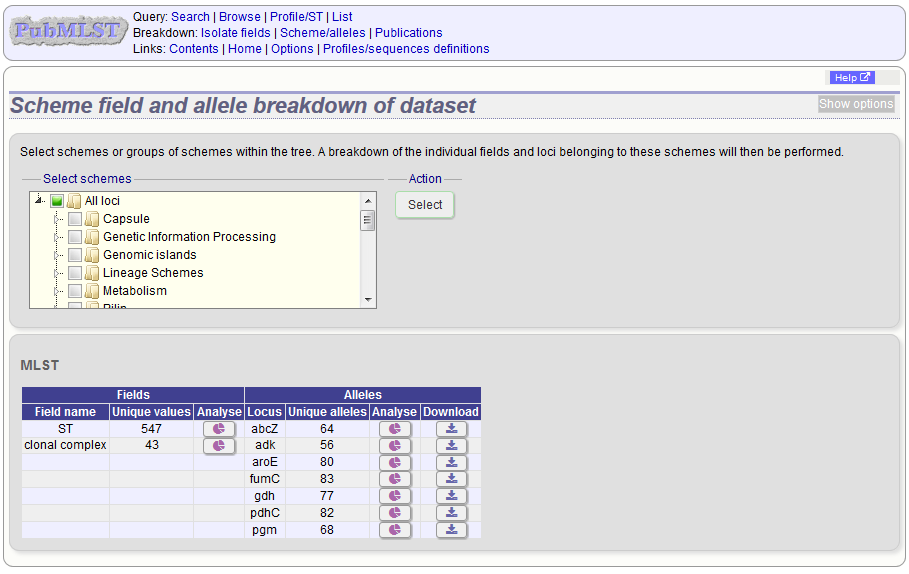 PubMLST
Query: Search | Browse | Profile/ST | List
Breakdown: Isolate fields | Scheme/alleles | Publications
Links: Contents | Home | Options | Profiles/sequences definitions
Help
Scheme field and allele breakdown of dataset
Show options
Select schemes or groups of schemes within the tree. A breakdown of the individual fields and loci belonging to these schemes will then be performed.
Select schemes
Action
All loci
Select
Capsule
Genetic Information Processing
Genomic islands
Lineage Schemes
Metabolism
Pilin
MLST
Fields Alleles
Field name Unique values Analyse Locus Unique alleles Analyse Download
ST 547 abcZ 64
clonal complex 43 adk 56
aroE 80
fumC 83
gdh 77
pdhC 82
pgm 68